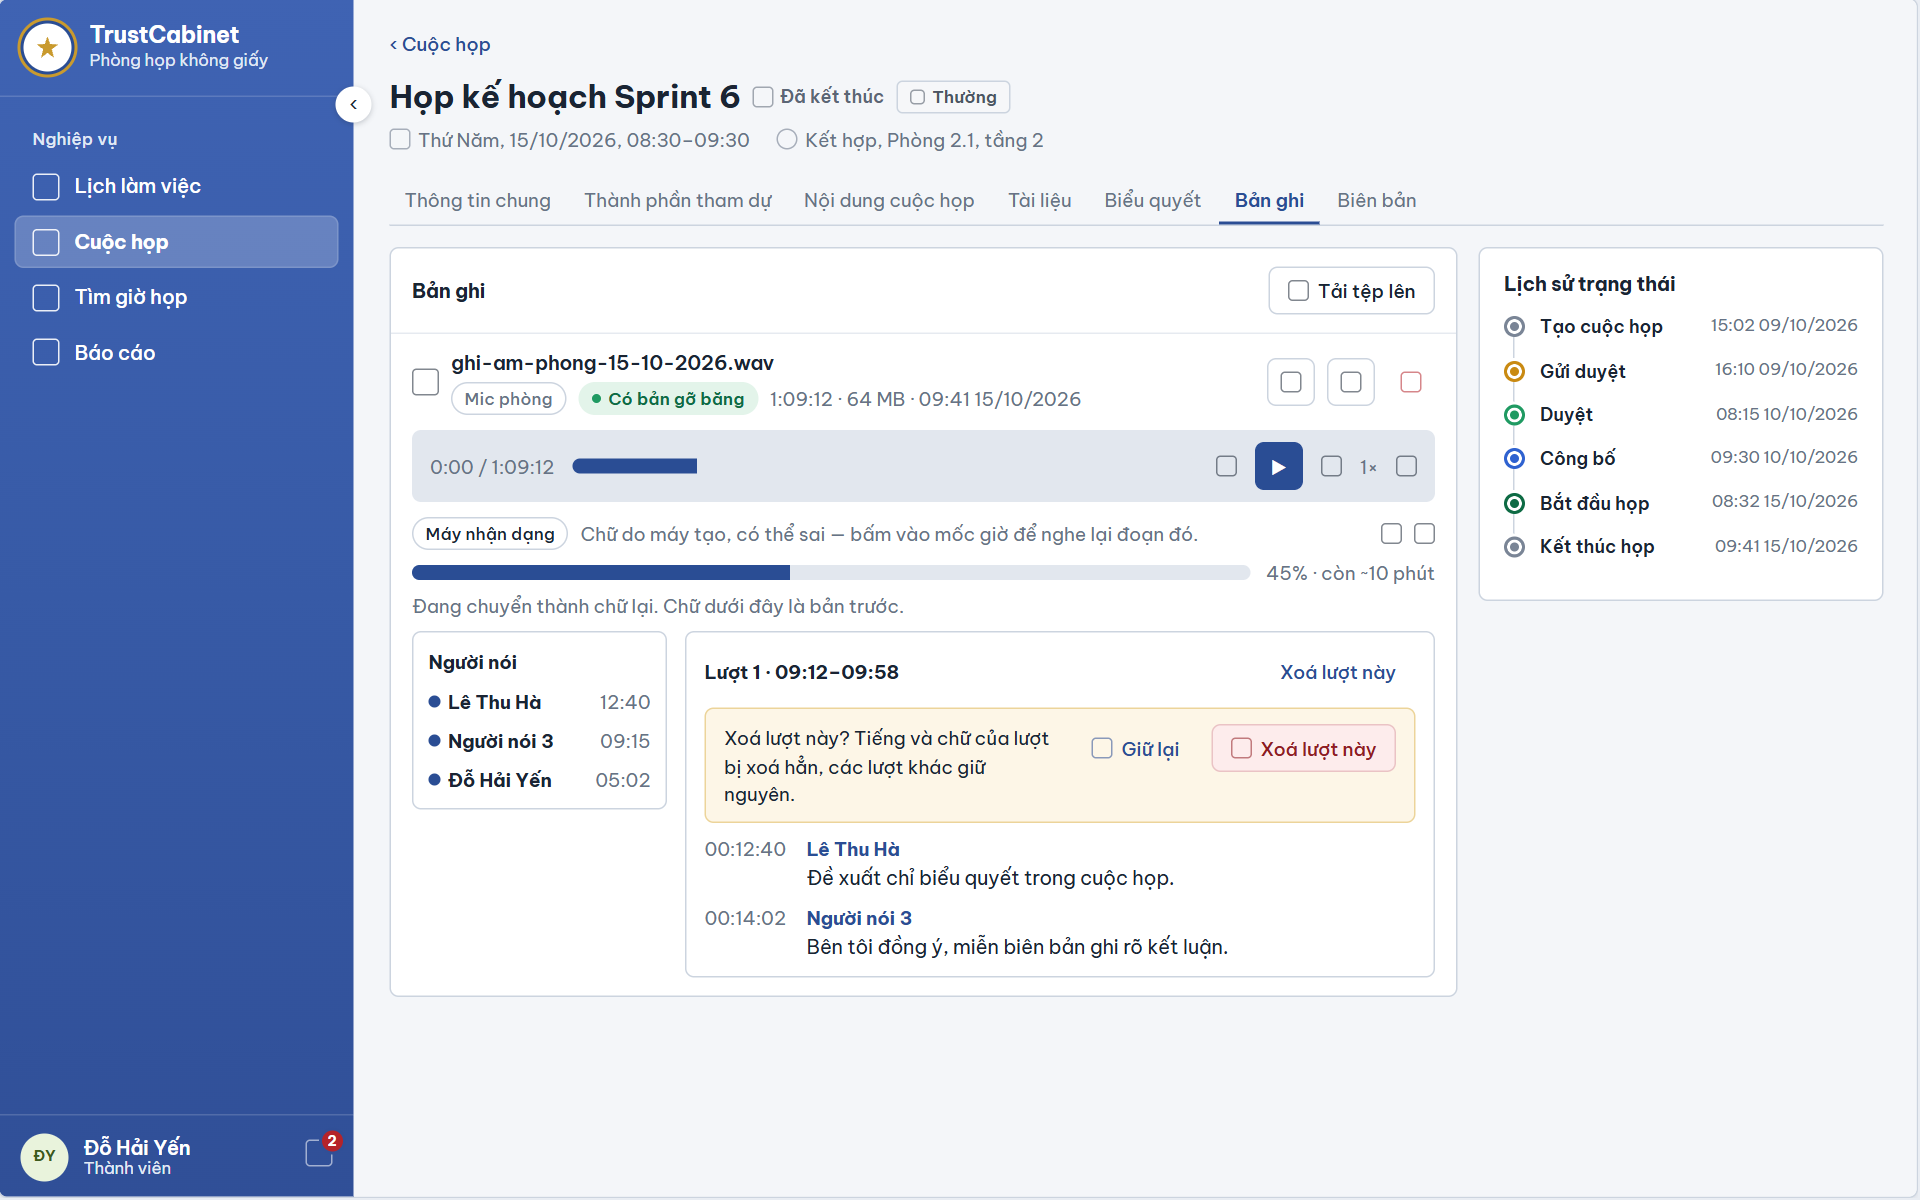 TrustCabinet
Phòng họp không giấy
Nghiệp vụ
Lịch làm việc
Cuộc họp
Tìm giờ họp
Báo cáo
ĐY
Đỗ Hải Yến
Thành viên
2
‹ Cuộc họp
Họp kế hoạch Sprint 6
Đã kết thúc
Thường
Thứ Năm, 15/10/2026, 08:30–09:30
Kết hợp, Phòng 2.1, tầng 2
Thông tin chung
Thành phần tham dự
Nội dung cuộc họp
Tài liệu
Biểu quyết
Bản ghi
Biên bản
Bản ghi
Tải tệp lên
ghi-am-phong-15-10-2026.wav
Mic phòng
Có bản gỡ băng
1:09:12 · 64 MB · 09:41 15/10/2026
0:00 / 1:09:12
1×
Máy nhận dạng
Chữ do máy tạo, có thể sai — bấm vào mốc giờ để nghe lại đoạn đó.
45% · còn ~10 phút
Đang chuyển thành chữ lại. Chữ dưới đây là bản trước.
Người nói
Lê Thu Hà 12:40
Người nói 3 09:15
Đỗ Hải Yến 05:02
Lượt 1 · 09:12–09:58
Xoá lượt này
Xoá lượt này? Tiếng và chữ của lượt
bị xoá hẳn, các lượt khác giữ
nguyên.
Giữ lại
Xoá lượt này
00:12:40 Lê Thu Hà
Đề xuất chỉ biểu quyết trong cuộc họp.
00:14:02 Người nói 3
Bên tôi đồng ý, miễn biên bản ghi rõ kết luận.
Lịch sử trạng thái
Tạo cuộc họp 15:02 09/10/2026
Gửi duyệt 16:10 09/10/2026
Duyệt 08:15 10/10/2026
Công bố 09:30 10/10/2026
Bắt đầu họp 08:32 15/10/2026
Kết thúc họp 09:41 15/10/2026